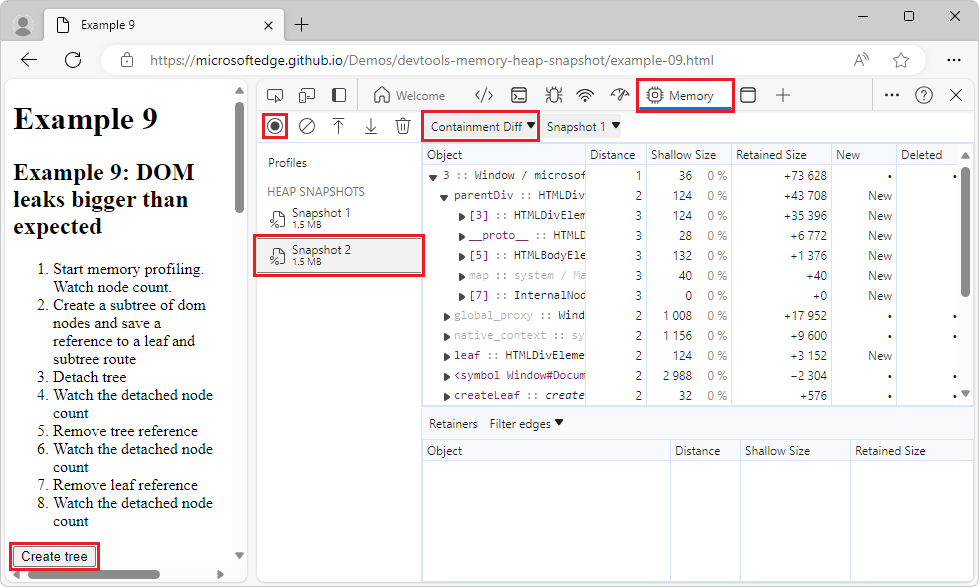 Example 9
https://microsoftedge.github.io/Demos/devtools-memory-heap-snapshot/example-09.html
Example 9
Example 9: DOM
leaks bigger than
expected
1. Start memory profiling.
Watch node count.
2. Create a subtree of dom
nodes and save a
reference to a leaf and
subtree route
3. Detach tree
4. Watch the detached node
count
5. Remove tree reference
6. Watch the detached node
count
7. Remove leaf reference
8. Watch the detached node
count
Create tree
Welcome
Memory
Containment Diff Snapshot 1
Profiles
HEAP SNAPSHOTS
Snapshot 1
1.5 MB
Snapshot 2
1.5 MB
Object Distance Shallow Size Retained Size New Deleted
3 :: Window / microsof 1 36 0 % +73 628 • •
parentDiv :: HTMLDiv 2 124 0 % +43 708 New
[3] :: HTMLDivElem 3 124 0 % +35 396 New
__proto__ :: HTMLD 3 28 0 % +6 772 New
[5] :: HTMLBodyEle 3 132 0 % +1 376 New
map :: system / Ma 3 40 0 % +40 New
[7] :: InternalNod 3 0 0 % +0 New
global_proxy :: Wind 2 1 008 0 % +17 952 • •
native_context :: sy 2 1 156 0 % +9 600 • •
leaf :: HTMLDivEleme 2 124 0 % +3 152 New
<symbol Window#Docum 2 2 988 0 % −2 304 • •
createLeaf :: create 2 32 0 % +576 • •
Retainers Filter edges
Object Distance Shallow Size Retained Size